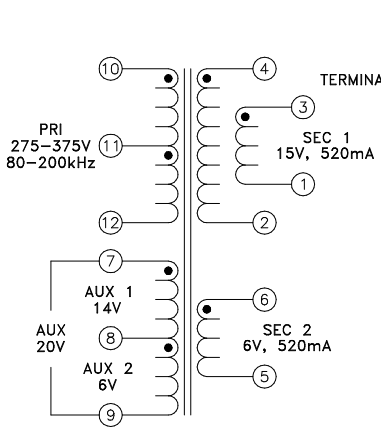 10
4
TERMINA
3
PRI
275-375V
80-200kHz
11
SEC 1
15V, 520mA
1
12
2
7
AUX 1
14V
6
AUX
20V
8
SEC 2
6V, 520mA
AUX 2
6V
5
9